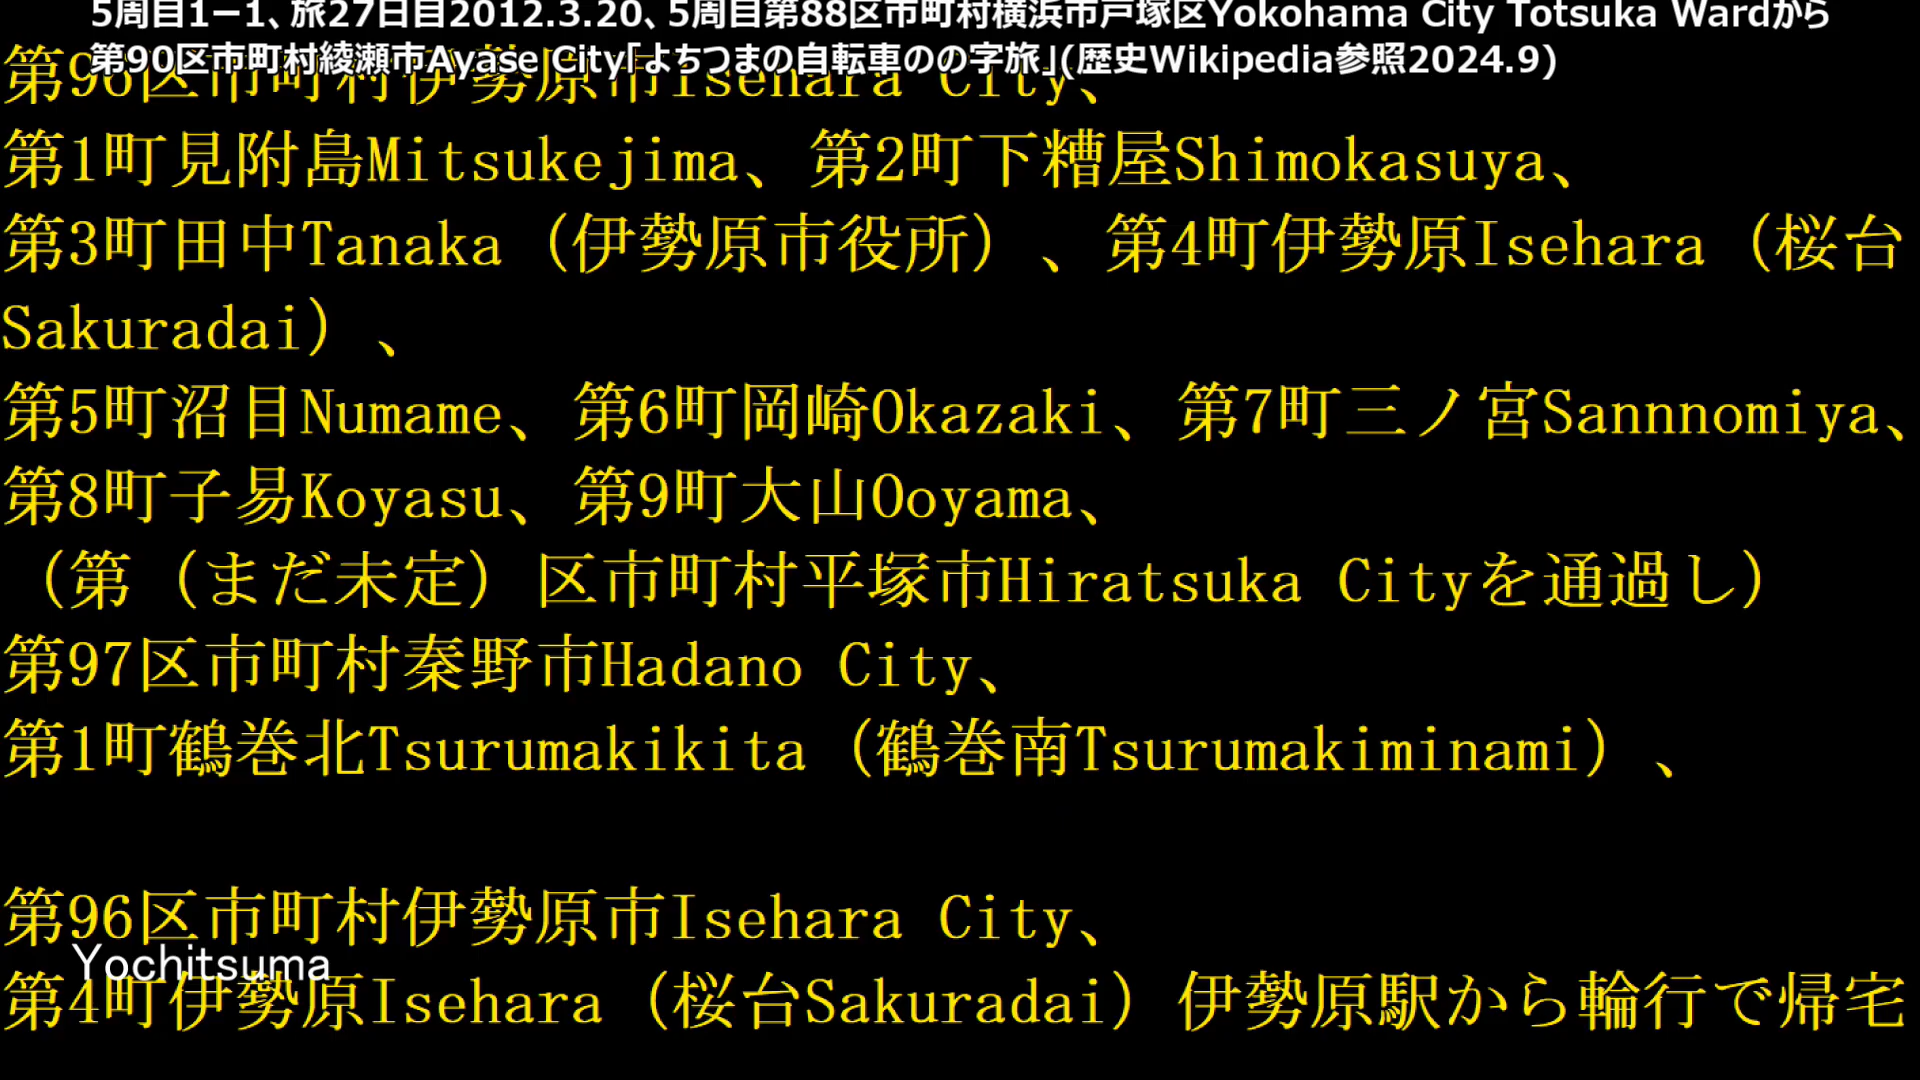 5周目1ー1、旅27日目2012.3.20、5周目第88区市町村横浜市戸塚区Yokohama City Totsuka Wardから
第90区市町村綾瀬市Ayase City「よちつまの自転車のの字旅」(歴史Wikipedia参照2024.9)
第96区市町村伊勢原市Isehara City、
第1町見附島Mitsukejima、第2町下糟屋Shimokasuya、
第3町田中Tanaka（伊勢原市役所）、第4町伊勢原Isehara（桜台
Sakuradai）、
第5町沼目Numame、第6町岡崎Okazaki、第7町三ノ宮Sannnomiya、
第8町子易Koyasu、第9町大山Ooyama、
（第（まだ未定）区市町村平塚市Hiratsuka Cityを通過し）
第97区市町村秦野市Hadano City、
第1町鶴巻北Tsurumakikita（鶴巻南Tsurumakiminami）、
第96区市町村伊勢原市Isehara City、
Yochitsuma
第4町伊勢原Isehara（桜台Sakuradai）伊勢原駅から輪行で帰宅